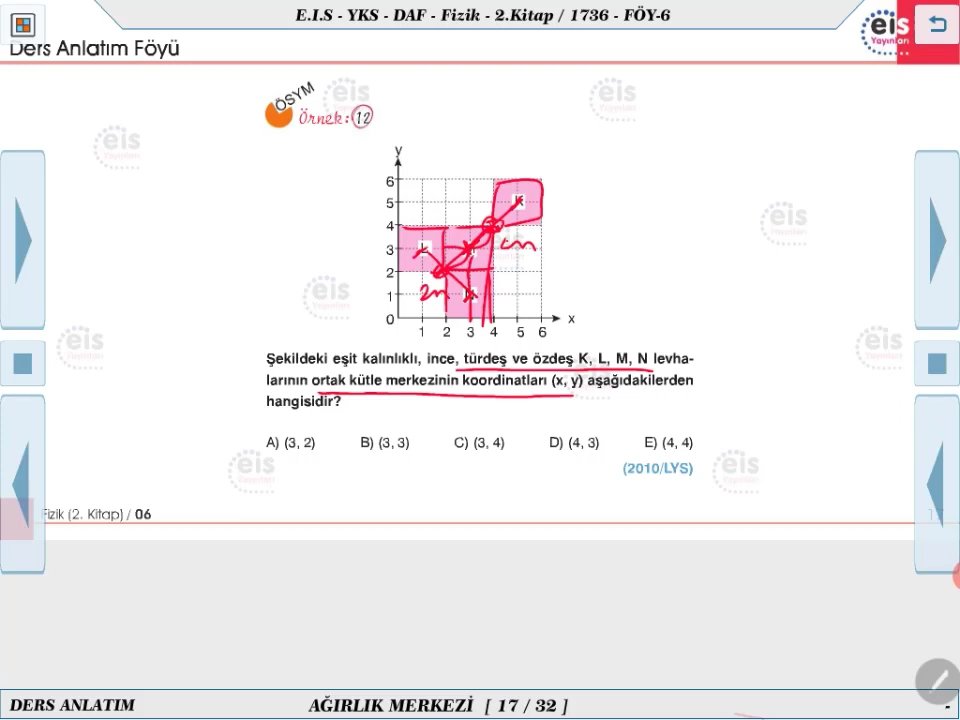 E.I.S - YKS - DAF - Fizik - 2.Kitap / 1736 - FÖY-6
Ders Anlatım Föyü
eis
Yayınları
ÖSYM
Örnek: 12
y
6
5
4
3
2
1
0
1 2 3 4 5 6
x
K
L
2m
Şekildeki eşit kalınlıklı, ince, türdeş ve özdeş K, L, M, N levha-
larının ortak kütle merkezinin koordinatları (x, y) aşağıdakilerden
hangisidir?
A) (3, 2) B) (3, 3) C) (3, 4) D) (4, 3) E) (4, 4)
(2010/LYS)
Fizik (2. Kitap) / 06
DERS ANLATIM
AĞIRLIK MERKEZİ [ 17 / 32 ]